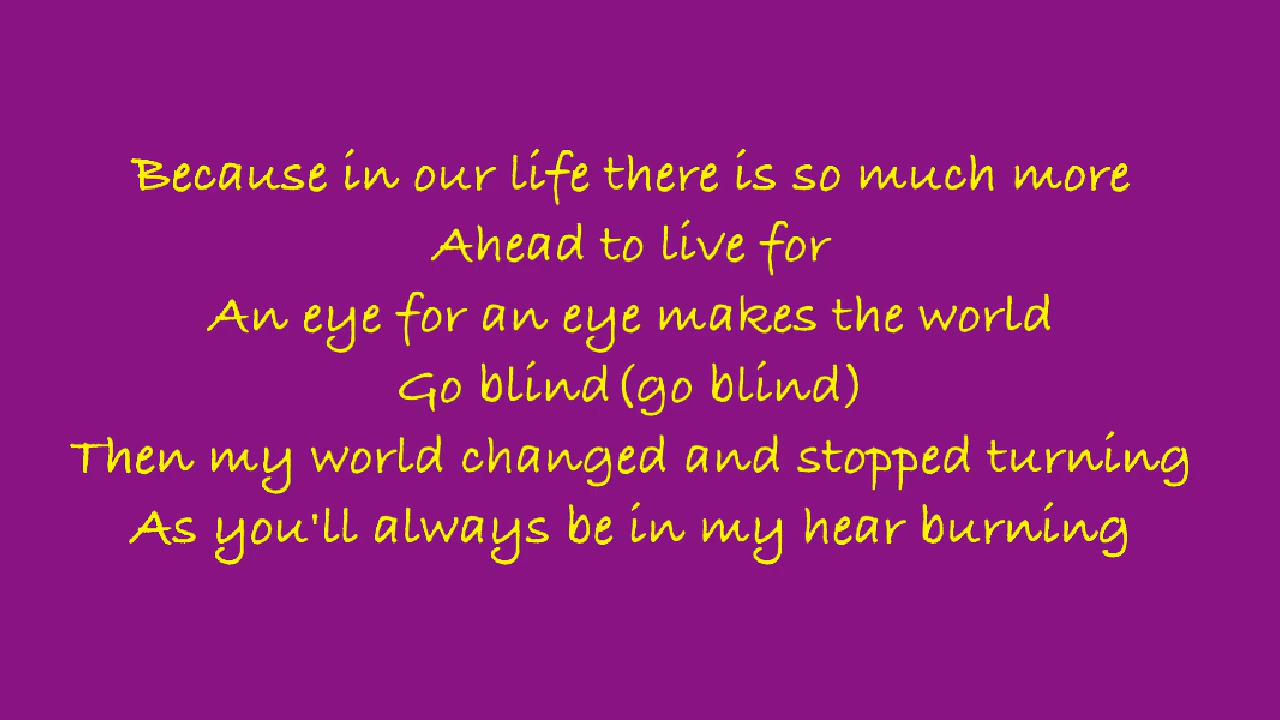 Because in our life there is so much more
Ahead to live for
An eye for an eye makes the world
Go blind(go blind)
Then my world changed and stopped turning
As you'll always be in my hear burning